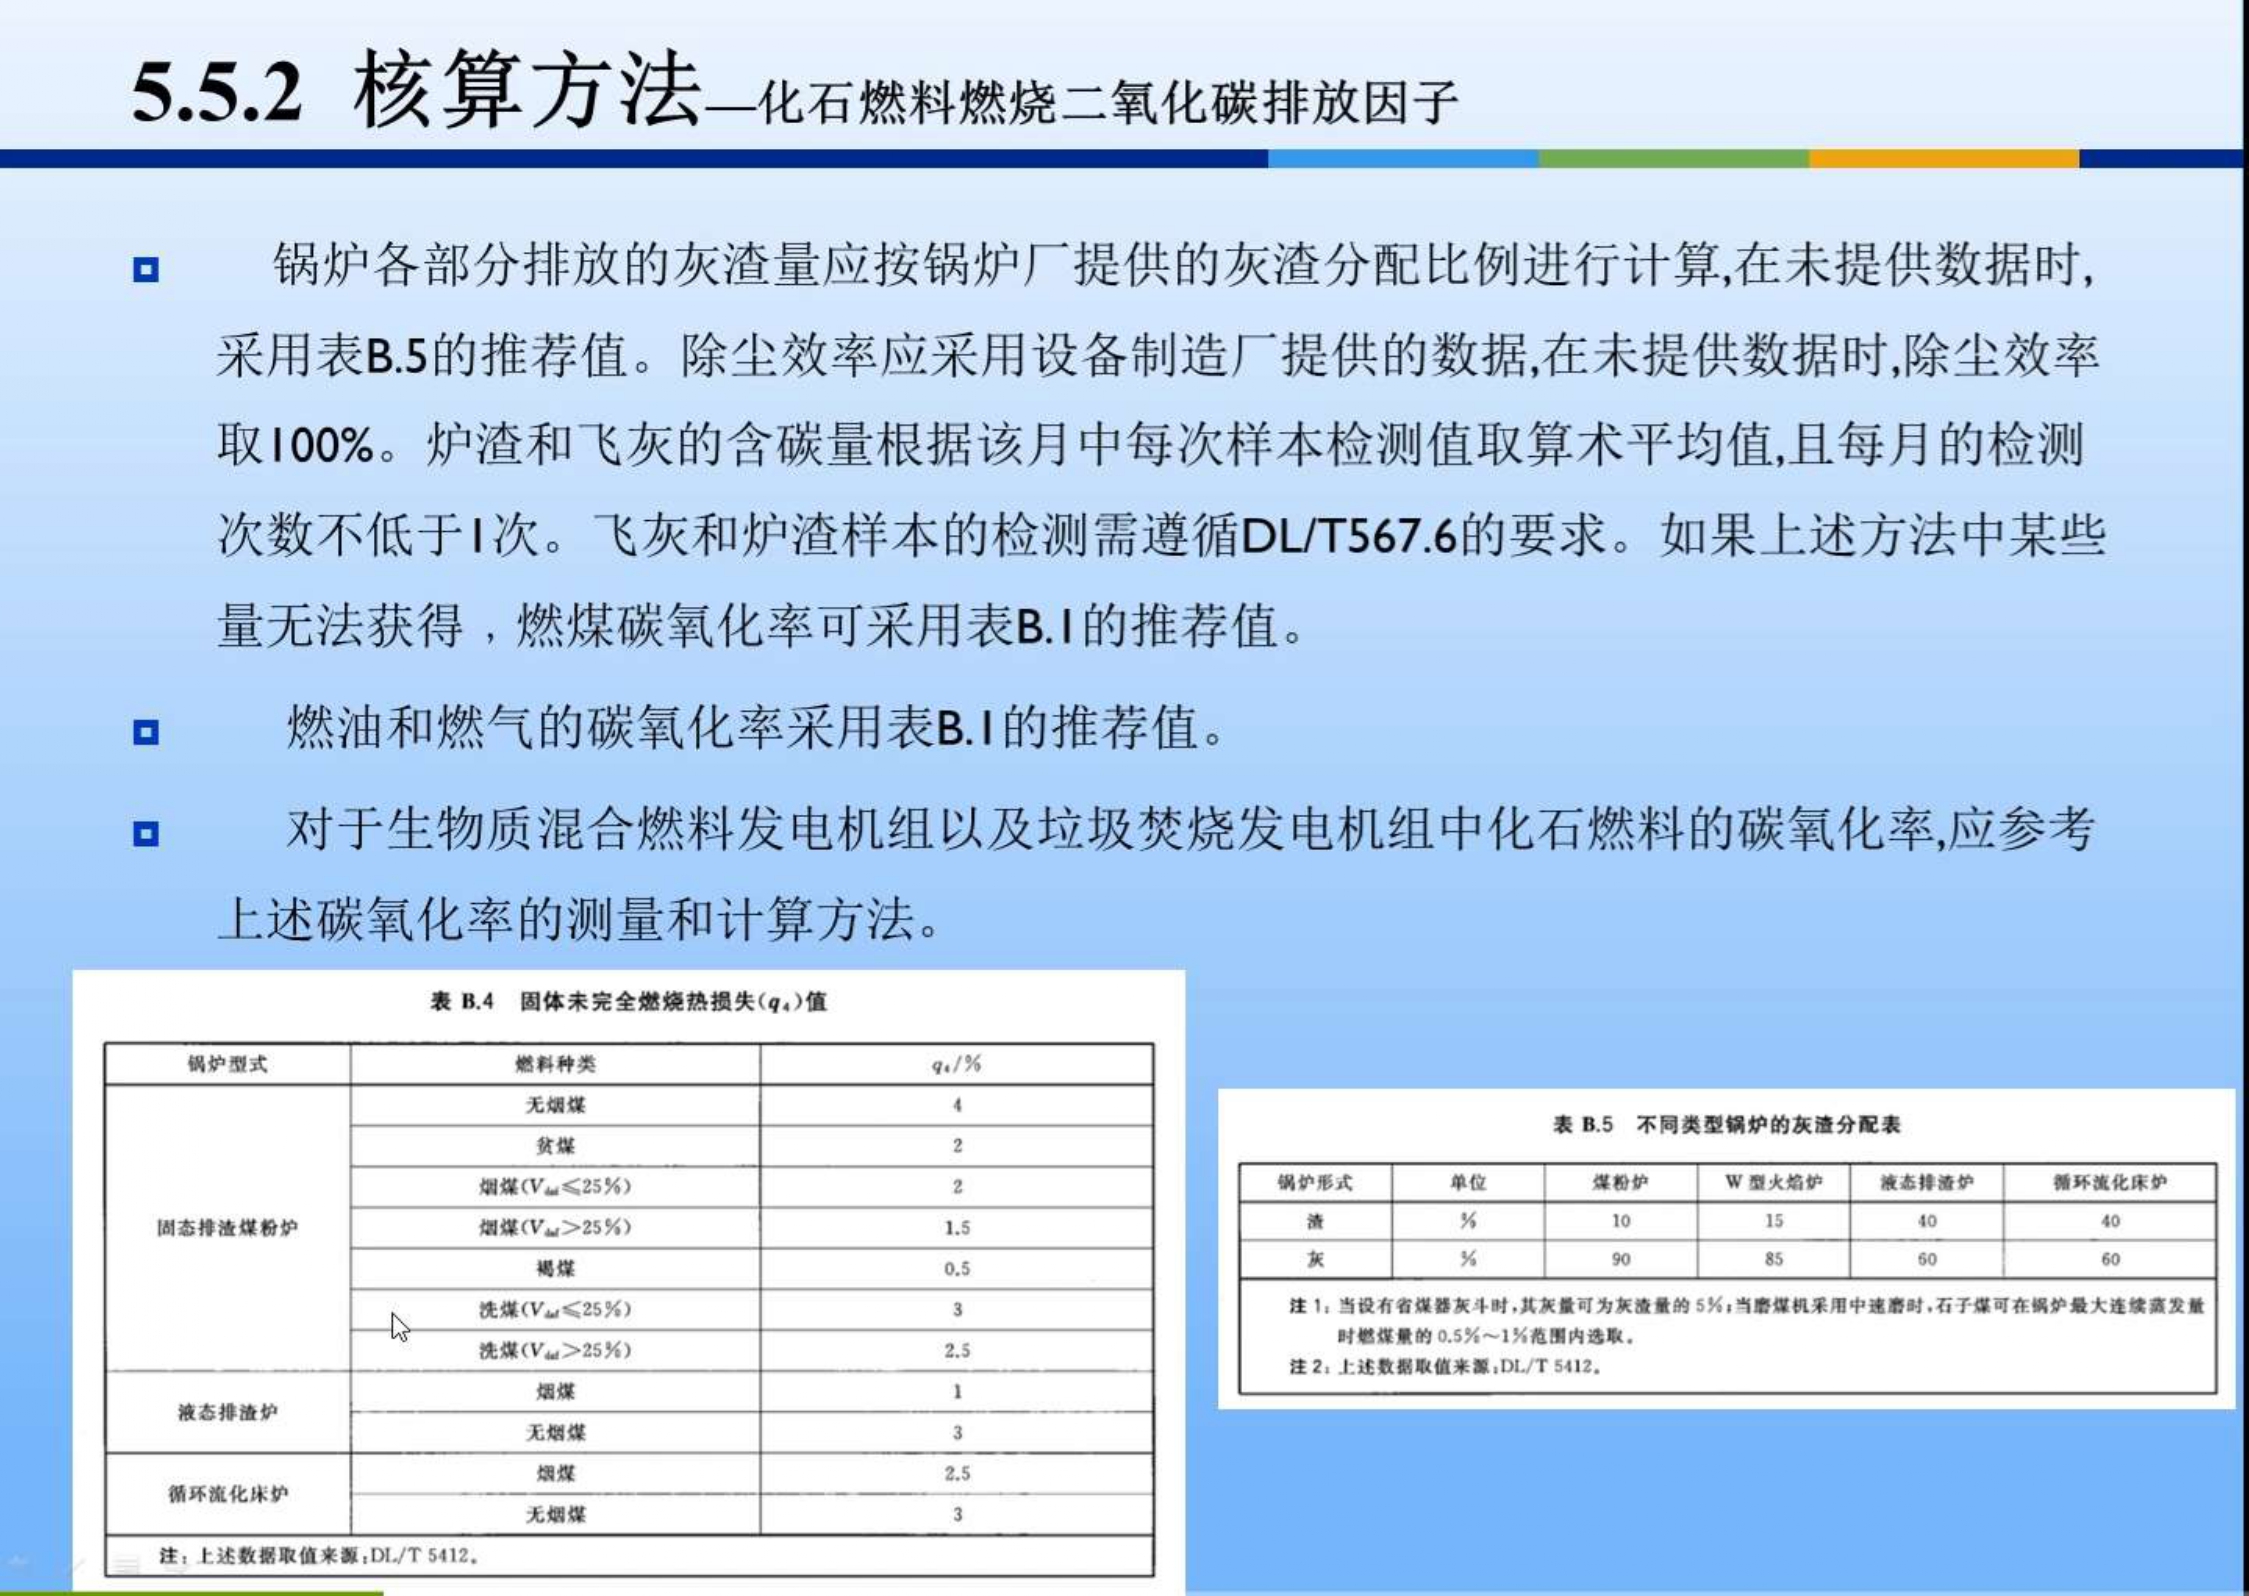 5.5.2 核算方法—化石燃料燃烧二氧化碳排放因子
锅炉各部分排放的灰渣量应按锅炉厂提供的灰渣分配比例进行计算,在未提供数据时,
采用表B.5的推荐值。除尘效率应采用设备制造厂提供的数据,在未提供数据时,除尘效率
取100%。炉渣和飞灰的含碳量根据该月中每次样本检测值取算术平均值,且每月的检测
次数不低于1次。飞灰和炉渣样本的检测需遵循DL/T567.6的要求。如果上述方法中某些
量无法获得，燃煤碳氧化率可采用表B.1的推荐值。
燃油和燃气的碳氧化率采用表B.1的推荐值。
对于生物质混合燃料发电机组以及垃圾焚烧发电机组中化石燃料的碳氧化率,应参考
上述碳氧化率的测量和计算方法。
表 B.4 固体未完全燃烧热损失(q₄)值
锅炉型式 燃料种类 q₄/%
固态排渣煤粉炉
无烟煤 4
贫煤 2
烟煤(Vdaf≤25%) 2
烟煤(Vdaf>25%) 1.5
褐煤 0.5
洗煤(Vdaf≤25%) 3
洗煤(Vdaf>25%) 2.5
液态排渣炉
烟煤 1
无烟煤 3
循环流化床炉
烟煤 2.5
无烟煤 3
注：上述数据取值来源：DL/T 5412。
表 B.5 不同类型锅炉的灰渣分配表
锅炉形式 单位 煤粉炉 W型火焰炉 液态排渣炉 循环流化床炉
渣 % 10 15 40 40
灰 % 90 85 60 60
注 1：当设有省煤器灰斗时，其灰量可为灰渣量的 5%；当磨煤机采用中速磨时，石子煤可在锅炉最大连续蒸发量
时燃煤量的 0.5%～1%范围内选取。
注 2：上述数据取值来源：DL/T 5412。